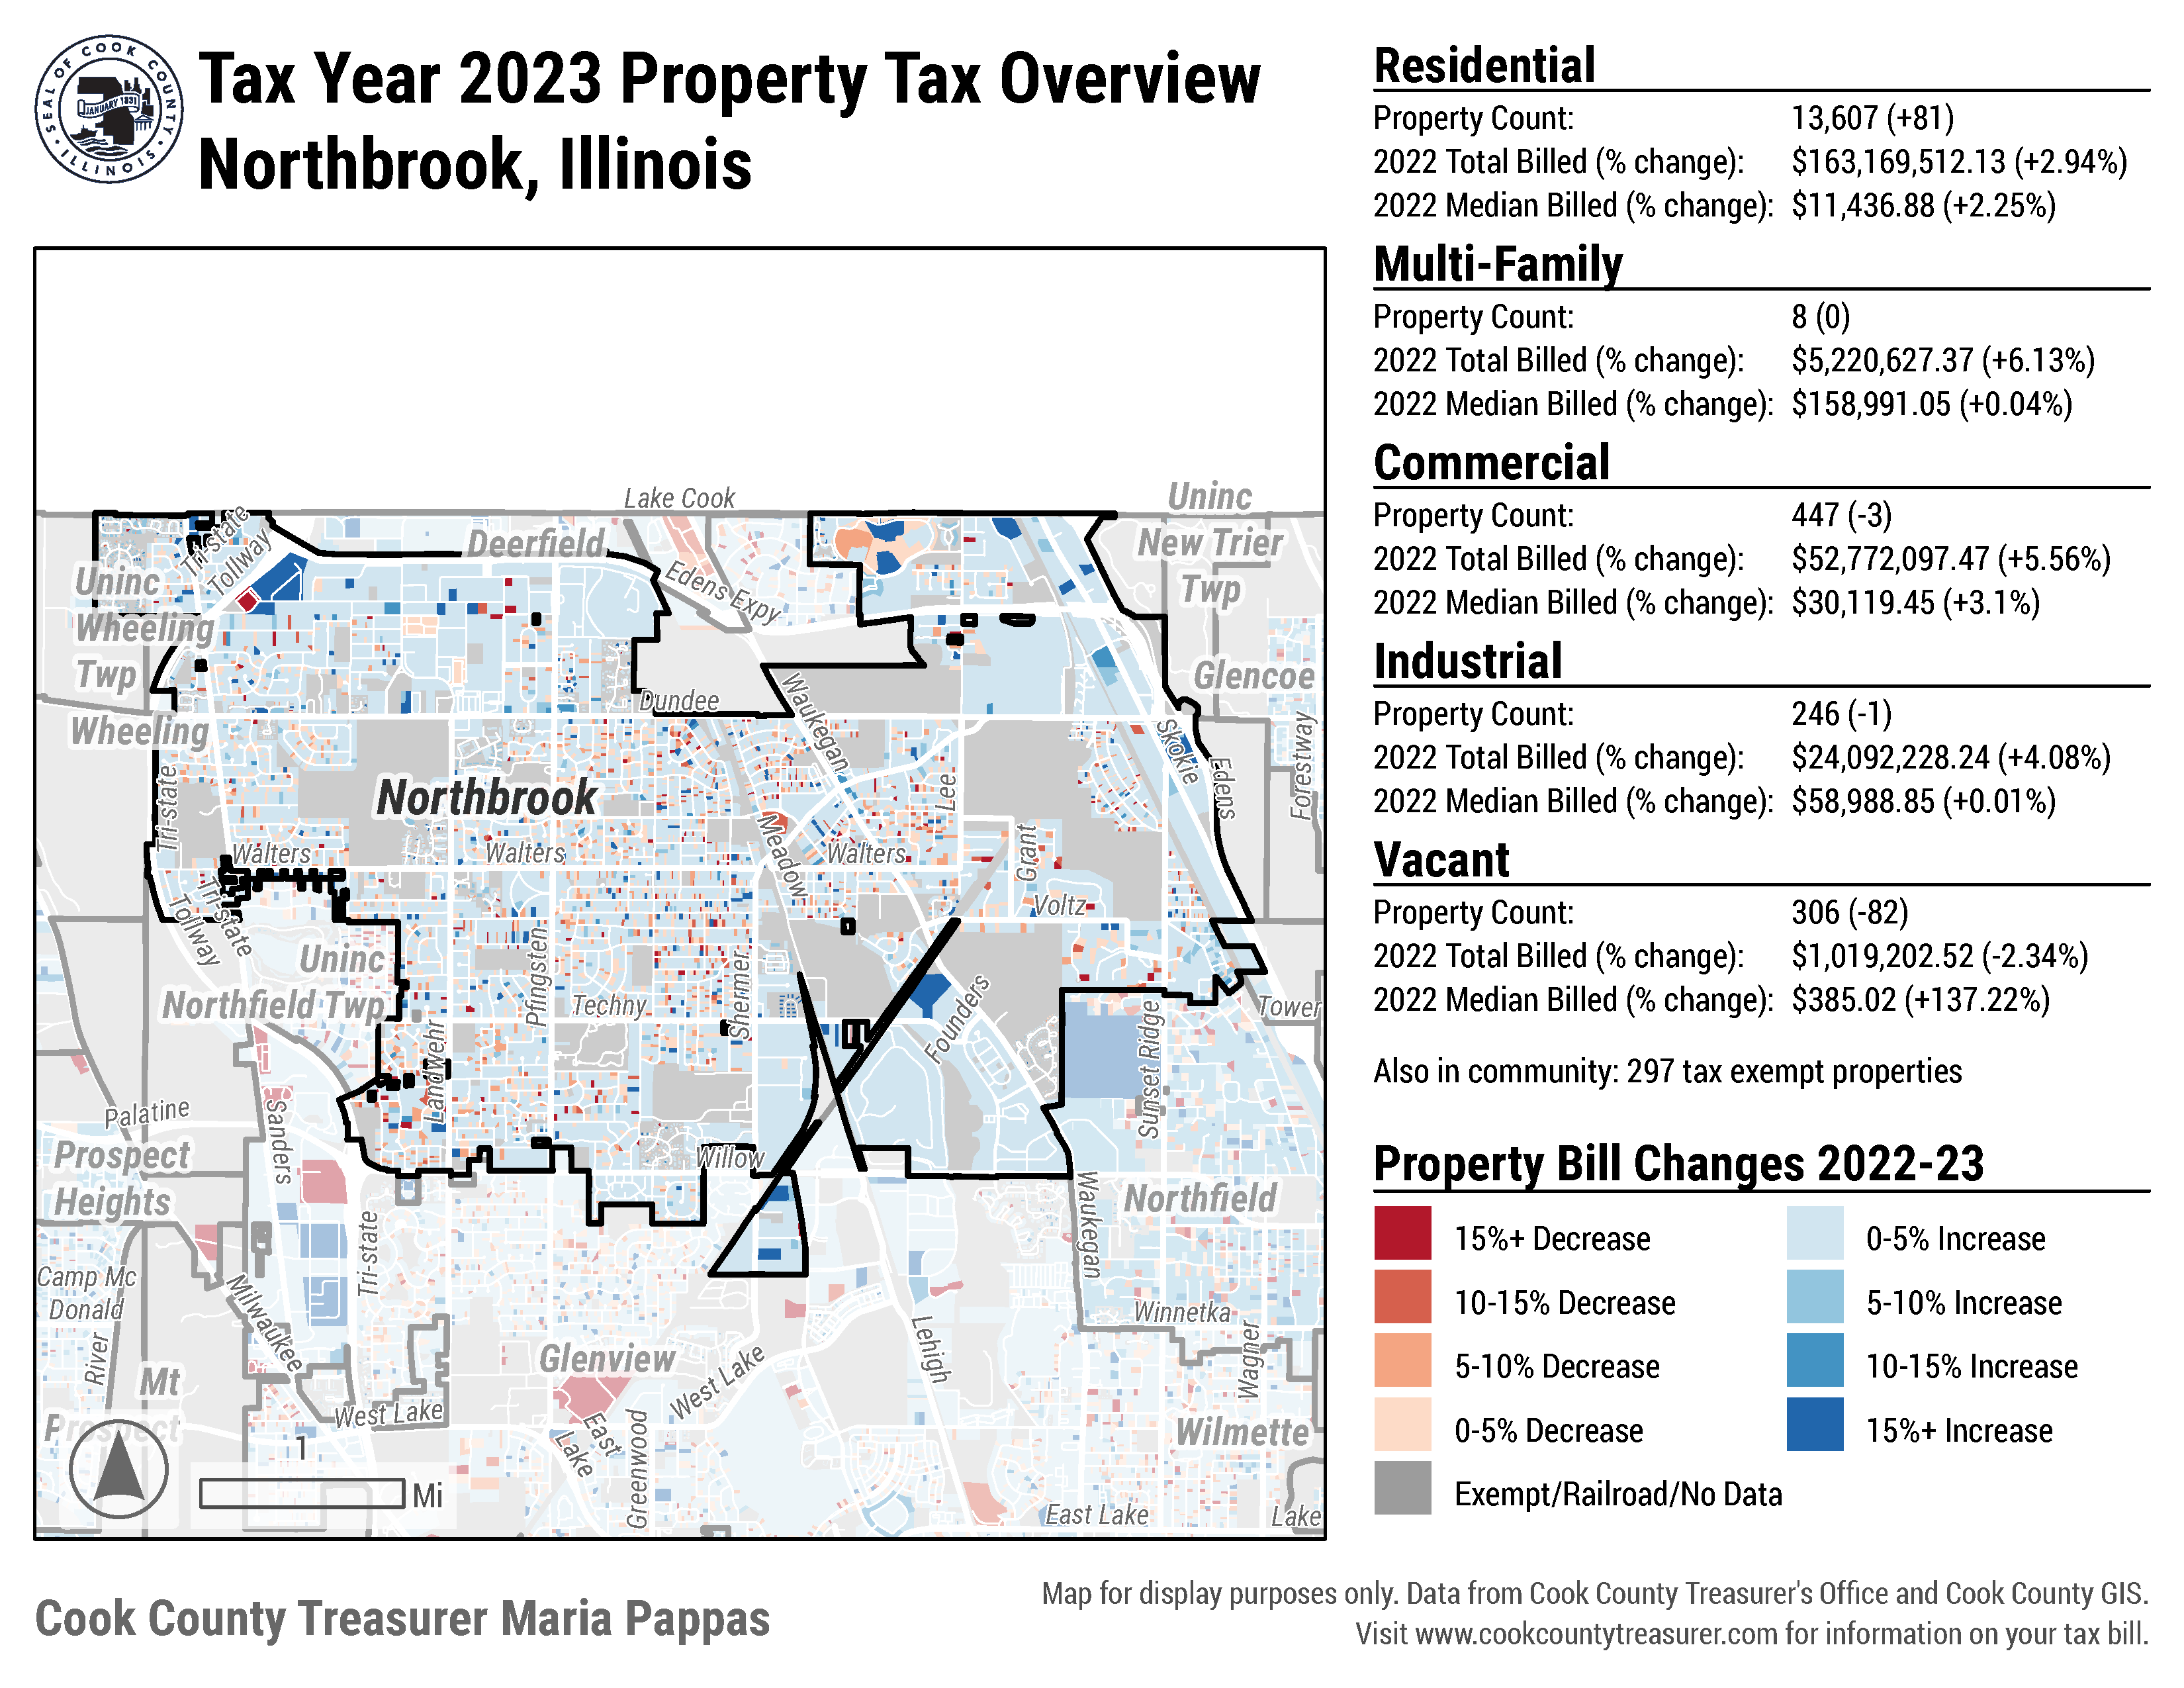 SEAL OF COOK COUNTY
ILLINOIS
JANUARY 1831
Tax Year 2023 Property Tax Overview
Northbrook, Illinois
Residential
Property Count: 13,607 (+81)
2022 Total Billed (% change): $163,169,512.13 (+2.94%)
2022 Median Billed (% change): $11,436.88 (+2.25%)
Multi-Family
Property Count: 8 (0)
2022 Total Billed (% change): $5,220,627.37 (+6.13%)
2022 Median Billed (% change): $158,991.05 (+0.04%)
Commercial
Property Count: 447 (-3)
2022 Total Billed (% change): $52,772,097.47 (+5.56%)
2022 Median Billed (% change): $30,119.45 (+3.1%)
Industrial
Property Count: 246 (-1)
2022 Total Billed (% change): $24,092,228.24 (+4.08%)
2022 Median Billed (% change): $58,988.85 (+0.01%)
Vacant
Property Count: 306 (-82)
2022 Total Billed (% change): $1,019,202.52 (-2.34%)
2022 Median Billed (% change): $385.02 (+137.22%)
Also in community: 297 tax exempt properties
Property Bill Changes 2022-23
15%+ Decrease
10-15% Decrease
5-10% Decrease
0-5% Decrease
Exempt/Railroad/No Data
0-5% Increase
5-10% Increase
10-15% Increase
15%+ Increase
Lake Cook
Uninc
New Trier
Twp
Deerfield
Tri-state
Tollway
Edens Expy
Uninc
Wheeling
Twp
Glencoe
Dundee
Waukegan
Wheeling
Skokie
Edens
Forestway
Tri-state
Northbrook
Lee
Meadow
Walters
Walters
Walters
Grant
Voltz
Tri-state
Tollway
Uninc
Northfield Twp
Pfingsten
Techny
Shermer
Founders
Tower
Landwehr
Sunset Ridge
Palatine
Sanders
Prospect
Heights
Willow
Northfield
Waukegan
Tri-state
Camp Mc
Donald
Milwaukee
River
Winnetka
Wagner
Lehigh
Glenview
West Lake
Mt
Prospect
West Lake
East
Lake
Greenwood
Wilmette
East Lake
Lake
1
Mi
Cook County Treasurer Maria Pappas
Map for display purposes only. Data from Cook County Treasurer's Office and Cook County GIS.
Visit www.cookcountytreasurer.com for information on your tax bill.